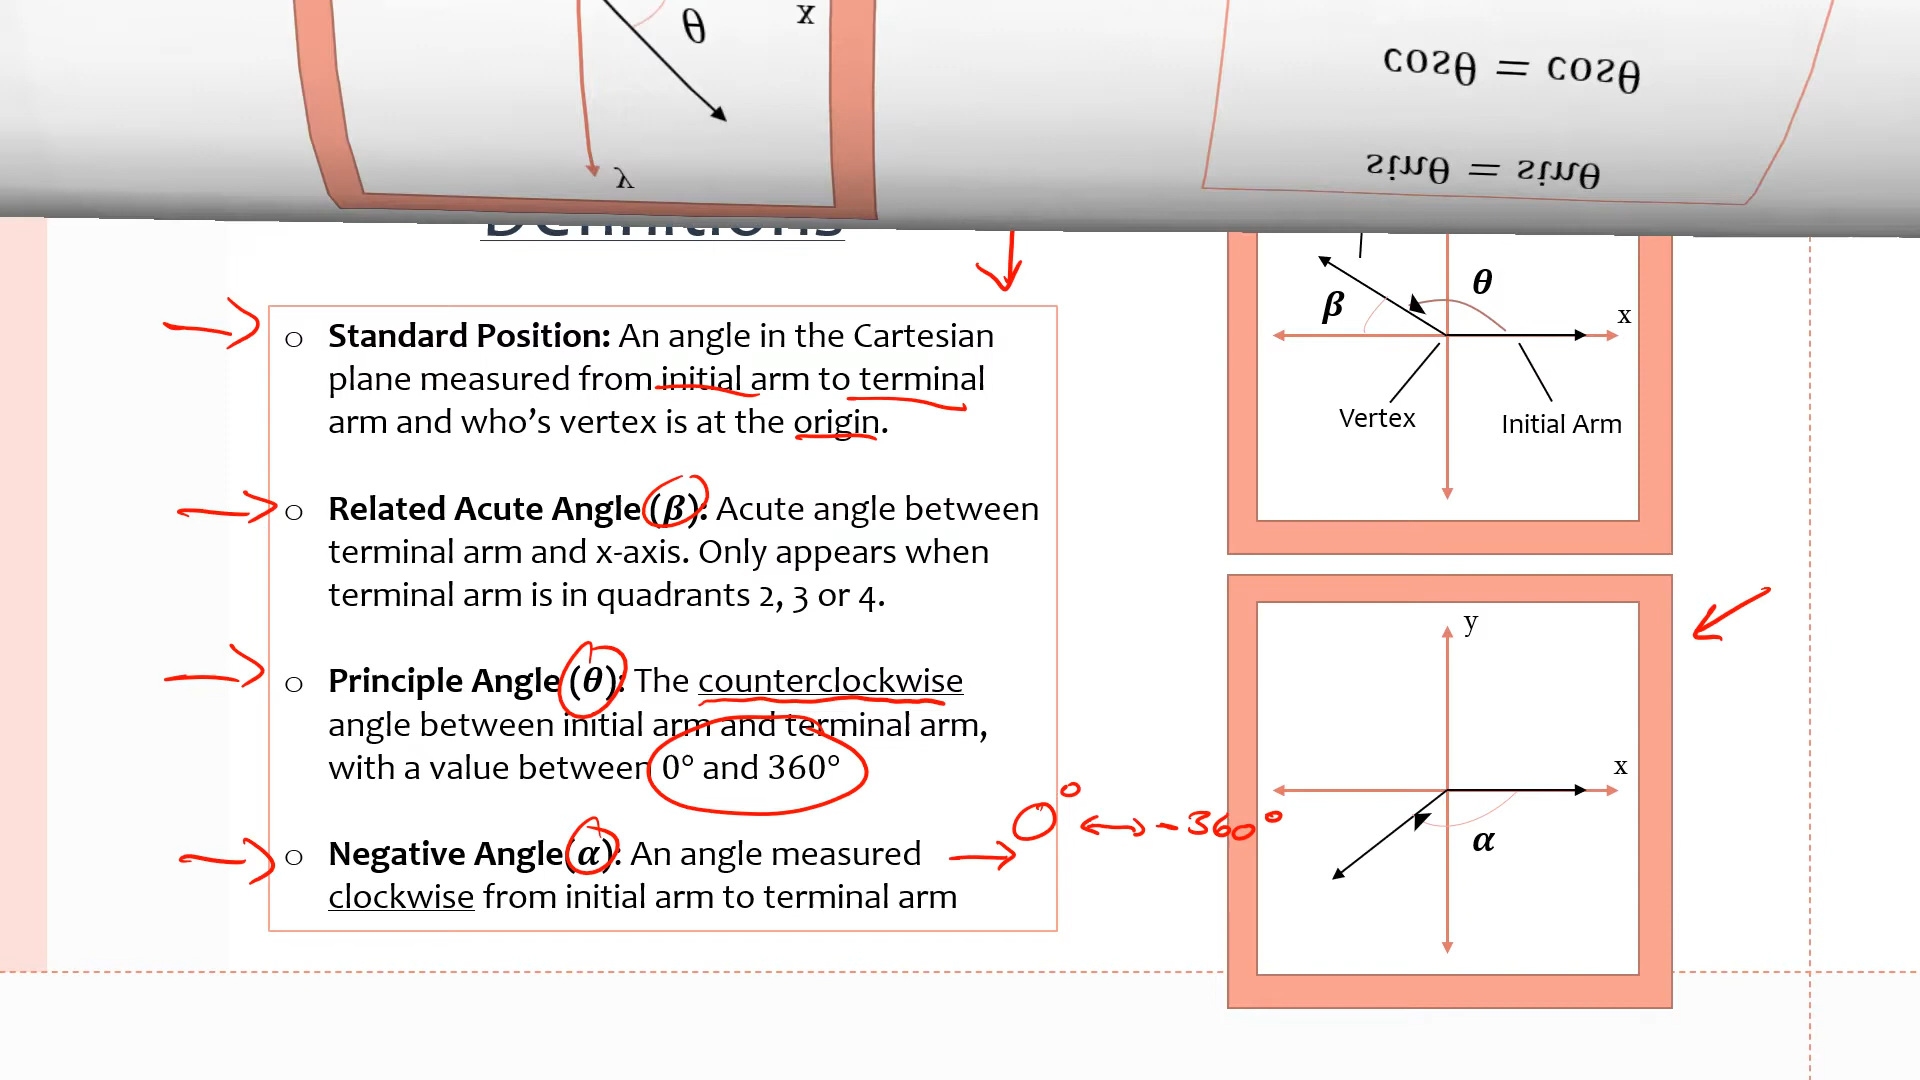 θ
x
y
cosθ = cosθ
sinθ = sinθ
Definitions
○ Standard Position: An angle in the Cartesian
plane measured from initial arm to terminal
arm and who’s vertex is at the origin.
○ Related Acute Angle (β): Acute angle between
terminal arm and x-axis. Only appears when
terminal arm is in quadrants 2, 3 or 4.
○ Principle Angle (θ): The counterclockwise
angle between initial arm and terminal arm,
with a value between 0° and 360°
○ Negative Angle (α): An angle measured
clockwise from initial arm to terminal arm
0° ↔ -360°
θ
β
x
Vertex
Initial Arm
y
x
α